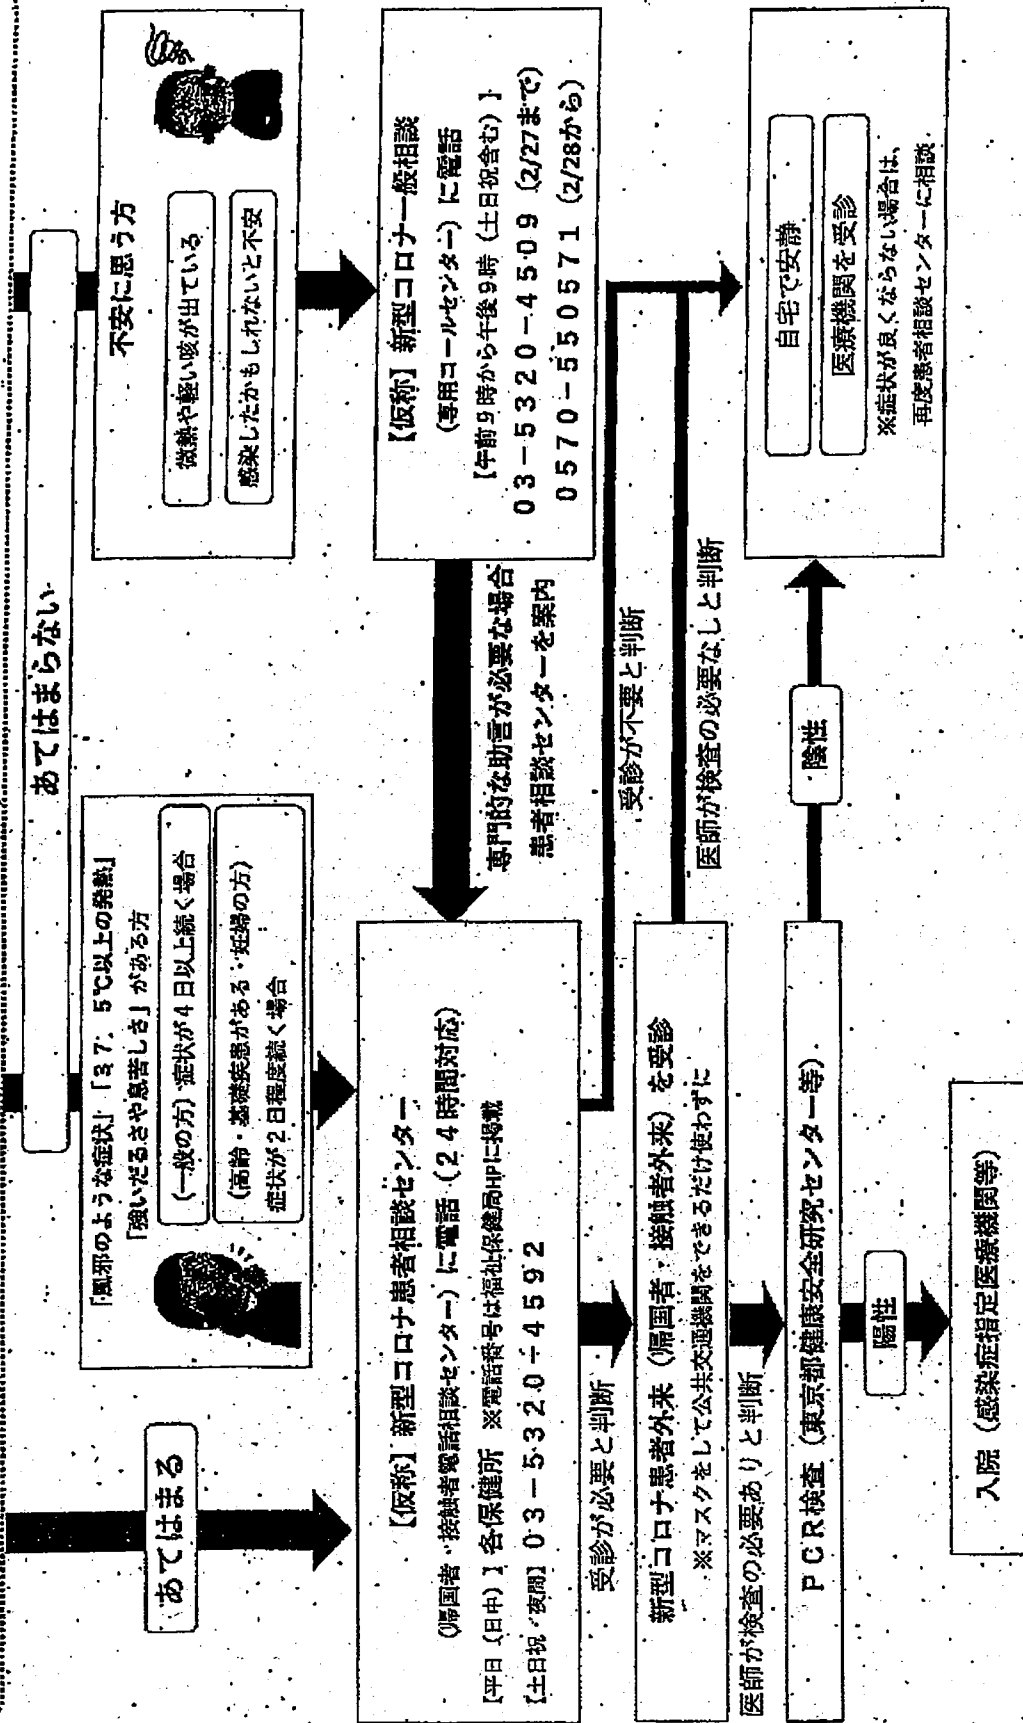 あてはまる
あてはまらない
「風邪のような症状」「37.5℃以上の発熱」
「強いだるさや息苦しさ」がある方
(一般の方)症状が4日以上続く場合
(高齢・基礎疾患がある・妊婦の方)
症状が2日程度続く場合
不安に思う方
微熱や軽い咳が出ている
感染したかもしれないと不安
【仮称】新型コロナ患者相談センター
(帰国者・接触者電話相談センター)に電話(24時間対応)
【平日(日中)】各保健所 ※電話番号は福祉保健局HPに掲載
【土日祝・夜間】03-5320-4592
専門的な助言が必要な場合
患者相談センターを案内
【仮称】新型コロナ一般相談
(専用コールセンター)に電話
【午前9時から午後9時(土日祝含む)】
03-5320-4509(2/27まで)
0570-550571(2/28から)
受診が必要と判断
受診が不要と判断
新型コロナ患者外来(帰国者・接触者外来)を受診
※マスクをして公共交通機関をできるだけ使わずに
医師が検査の必要ありと判断
医師が検査の必要なしと判断
PCR検査(東京都健康安全研究センター等)
陰性
自宅で安静
医療機関を受診
※症状が良くならない場合は、
再度患者相談センターに相談
陽性
入院(感染症指定医療機関等)